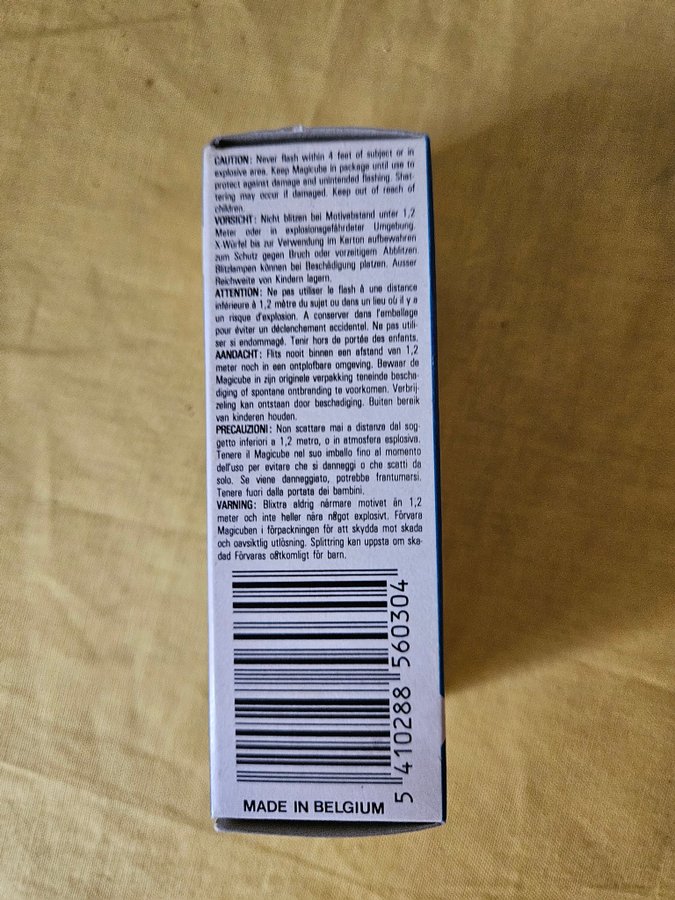 CAUTION: Never flash within 4 feet of subject or in
explosive area. Keep Magicube in package until use to
protect against damage and unintended flashing. Shat-
tering may occur if damaged. Keep out of reach of
children.
VORSICHT: Nicht blitzen bei Motivabstand unter 1,2
Meter oder in explosionsgefährdeter Umgebung.
X-Würfel bis zur Verwendung im Karton aufbewahren
zum Schutz gegen Bruch oder vorzeitigem Abblitzen.
Blitzlampen können bei Beschädigung platzen. Ausser
Reichweite von Kindern lagern.
ATTENTION: Ne pas utiliser le flash à une distance
inférieure à 1,2 mètre du sujet ou dans un lieu où il y a
un risque d'explosion. A conserver dans l'emballage
pour éviter un déclenchement accidentel. Ne pas utili-
ser si endommagé. Tenir hors de portée des enfants.
AANDACHT: Flits nooit binnen een afstand van 1,2
meter noch in een ontplofbare omgeving. Bewaar de
Magicube in zijn originele verpakking teneinde bescha-
diging of spontane ontbranding te voorkomen. Verbrij-
zeling kan ontstaan door beschadiging. Buiten bereik
van kinderen houden.
PRECAUZIONI: Non scattare mai a distanza dal sog-
getto inferiori a 1,2 metro, o in atmosfera esplosiva.
Tenere il Magicube nel suo imballo fino al momento
dell'uso per evitare che si danneggi o che scatti da
solo. Se viene danneggiato, potrebbe frantumarsi.
Tenere fuori dalla portata dei bambini.
VARNING: Blixtra aldrig närmare motivet än 1,2
meter och inte heller nära något explosivt. Förvara
Magicuben i förpackningen för att skydda mot skada
och oavsiktlig utlösning. Splittring kan uppsta om ska-
dad Förvaras oåtkomligt för barn.
5 410288 560304
MADE IN BELGIUM